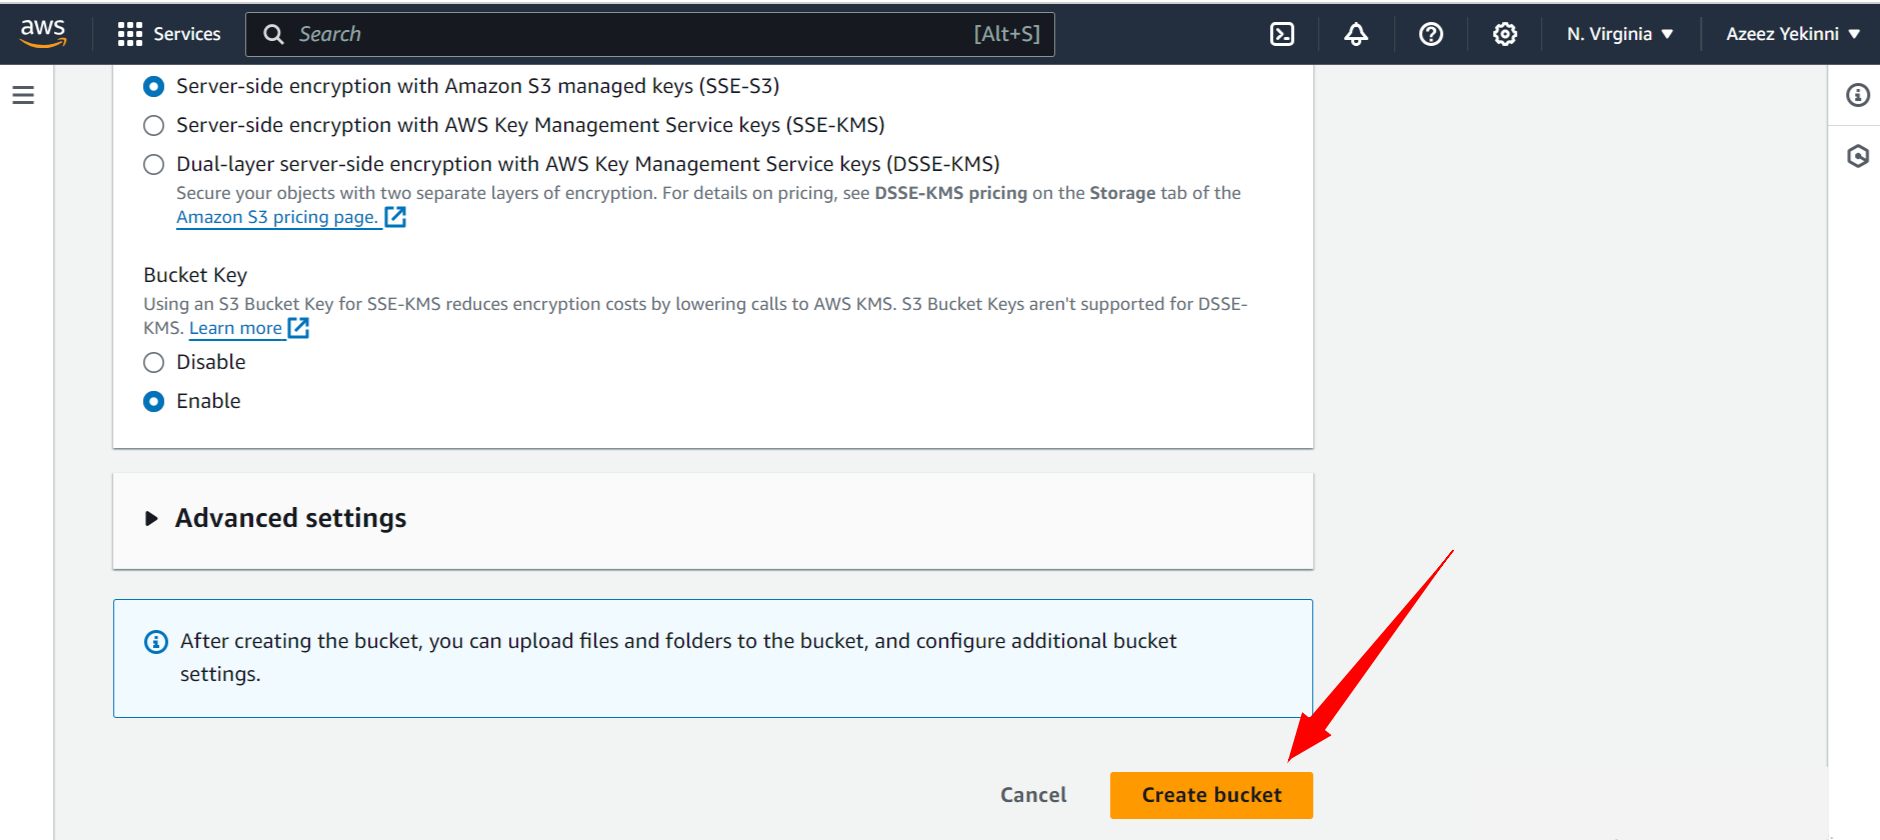 aws Services Search [Alt+S] N. Virginia Azeez Yekinni
Server-side encryption with Amazon S3 managed keys (SSE-S3)
Server-side encryption with AWS Key Management Service keys (SSE-KMS)
Dual-layer server-side encryption with AWS Key Management Service keys (DSSE-KMS)
Secure your objects with two separate layers of encryption. For details on pricing, see DSSE-KMS pricing on the Storage tab of the
Amazon S3 pricing page.
Bucket Key
Using an S3 Bucket Key for SSE-KMS reduces encryption costs by lowering calls to AWS KMS. S3 Bucket Keys aren't supported for DSSE-
KMS. Learn more
Disable
Enable
Advanced settings
After creating the bucket, you can upload files and folders to the bucket, and configure additional bucket
settings.
Cancel Create bucket